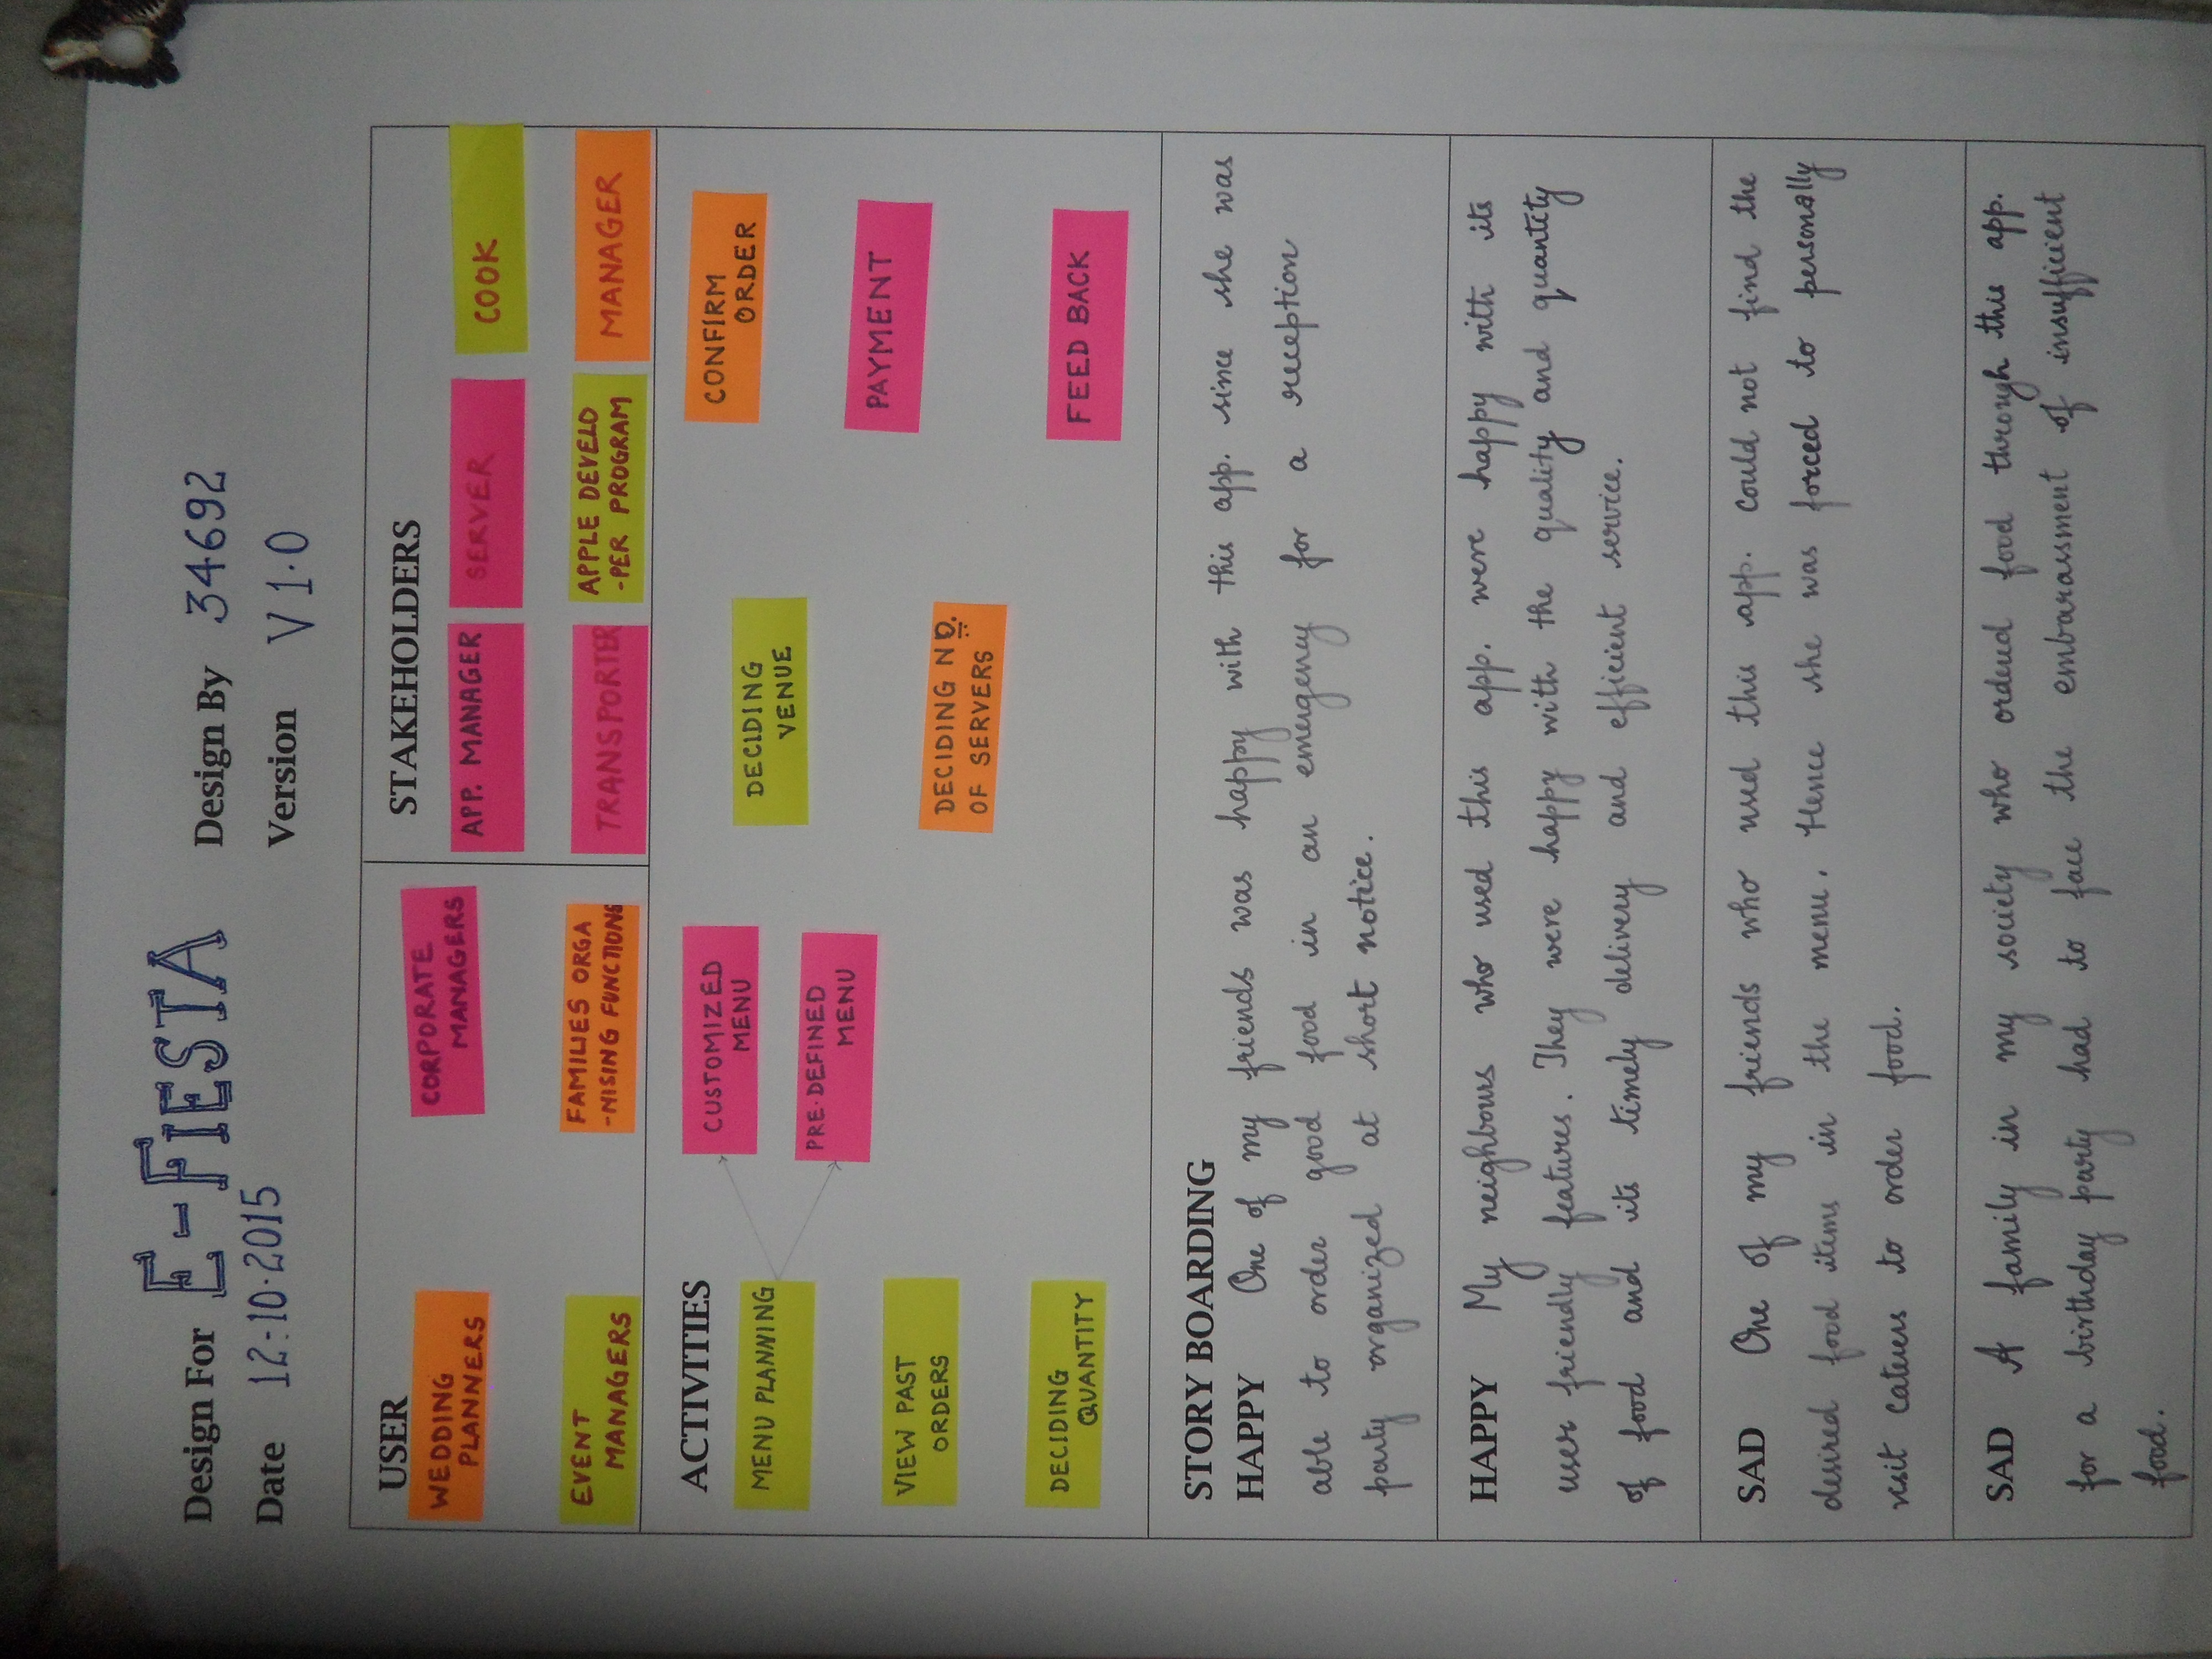 Design For E-FIESTA Design By 34692
Date 12·10·2015 Version V 1·0
USER
WEDDING
PLANNERS
CORPORATE
MANAGERS
EVENT
MANAGERS
FAMILIES ORGA
-NISING FUNCTIONS
STAKEHOLDERS
APP. MANAGER
SERVER
COOK
TRANSPORTER
APPLE DEVELO
-PER PROGRAM
MANAGER
ACTIVITIES
MENU PLANNING
CUSTOMIZED
MENU
PRE-DEFINED
MENU
DECIDING
VENUE
CONFIRM
ORDER
VIEW PAST
ORDERS
PAYMENT
DECIDING
QUANTITY
DECIDING NO.
OF SERVERS
FEED BACK
STORY BOARDING
HAPPY One of my friends was happy with this app. since she was
able to order good food in an emergency for a reception
party organized at short notice.
HAPPY My neighbours who used this app. were happy with its
user friendly features. They were happy with the quality and quantity
of food and its timely delivery and efficient service.
SAD One of my friends who used this app. could not find the
desired food items in the menu. Hence she was forced to personally
visit caterers to order food.
SAD A family in my society who ordered food through this app.
for a birthday party had to face the embarassment of insufficient
food.